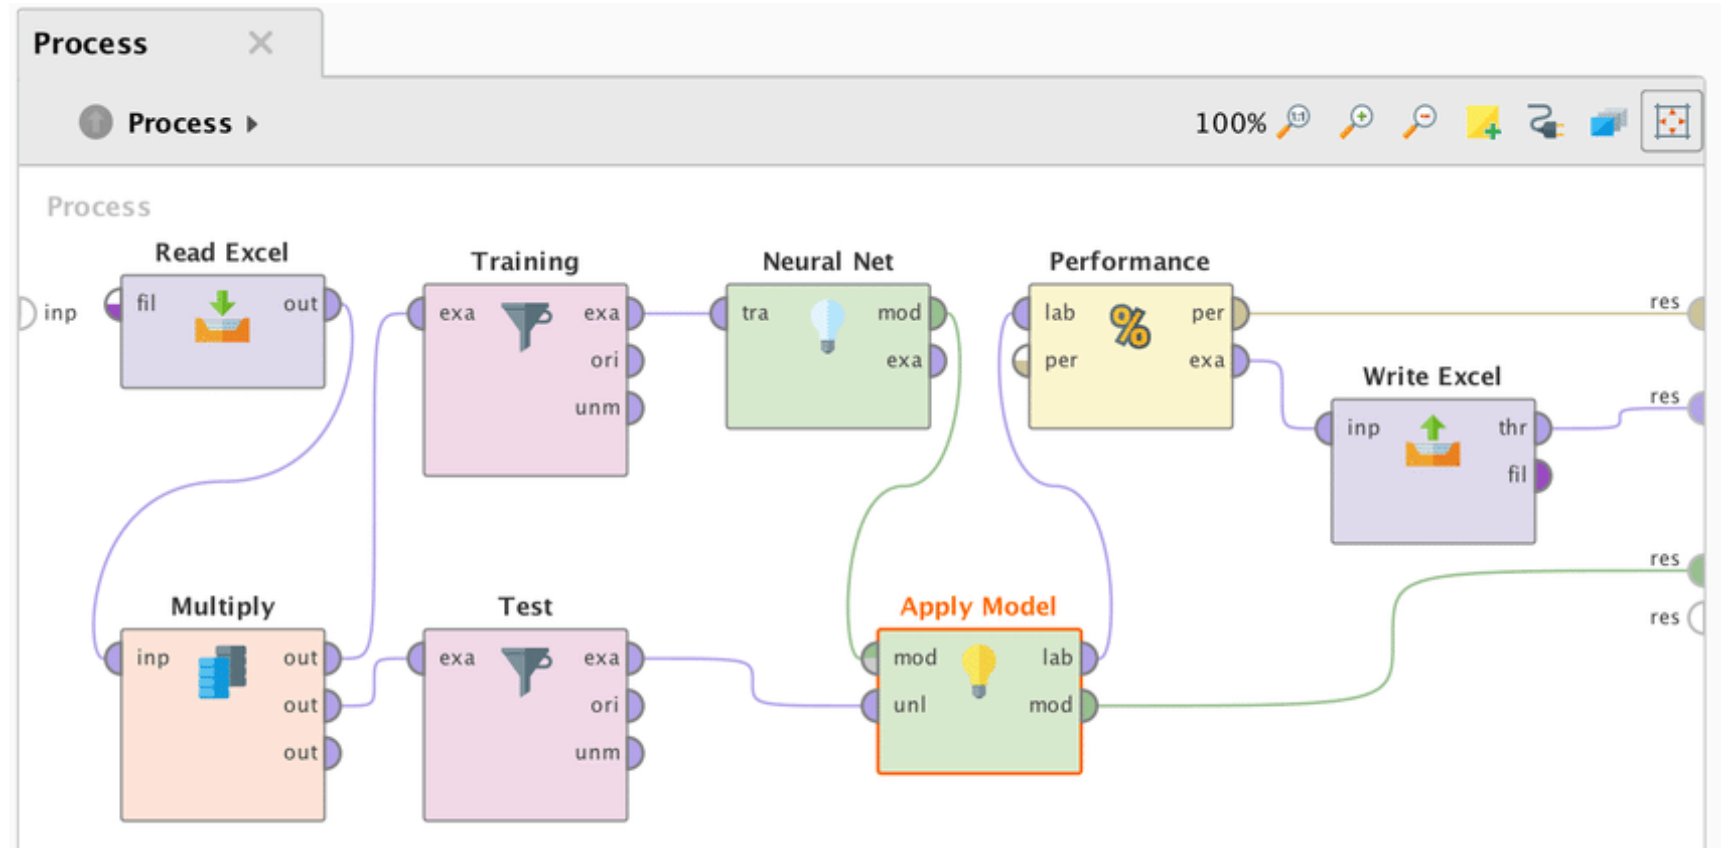 Process
Process
100%
Process
inp
Read Excel
fil
out
Training
exa
exa
ori
unm
Neural Net
tra
mod
exa
Performance
lab
per
per
exa
res
Write Excel
inp
thr
fil
res
Multiply
inp
out
out
out
Test
exa
exa
ori
unm
Apply Model
mod
lab
unl
mod
res
res